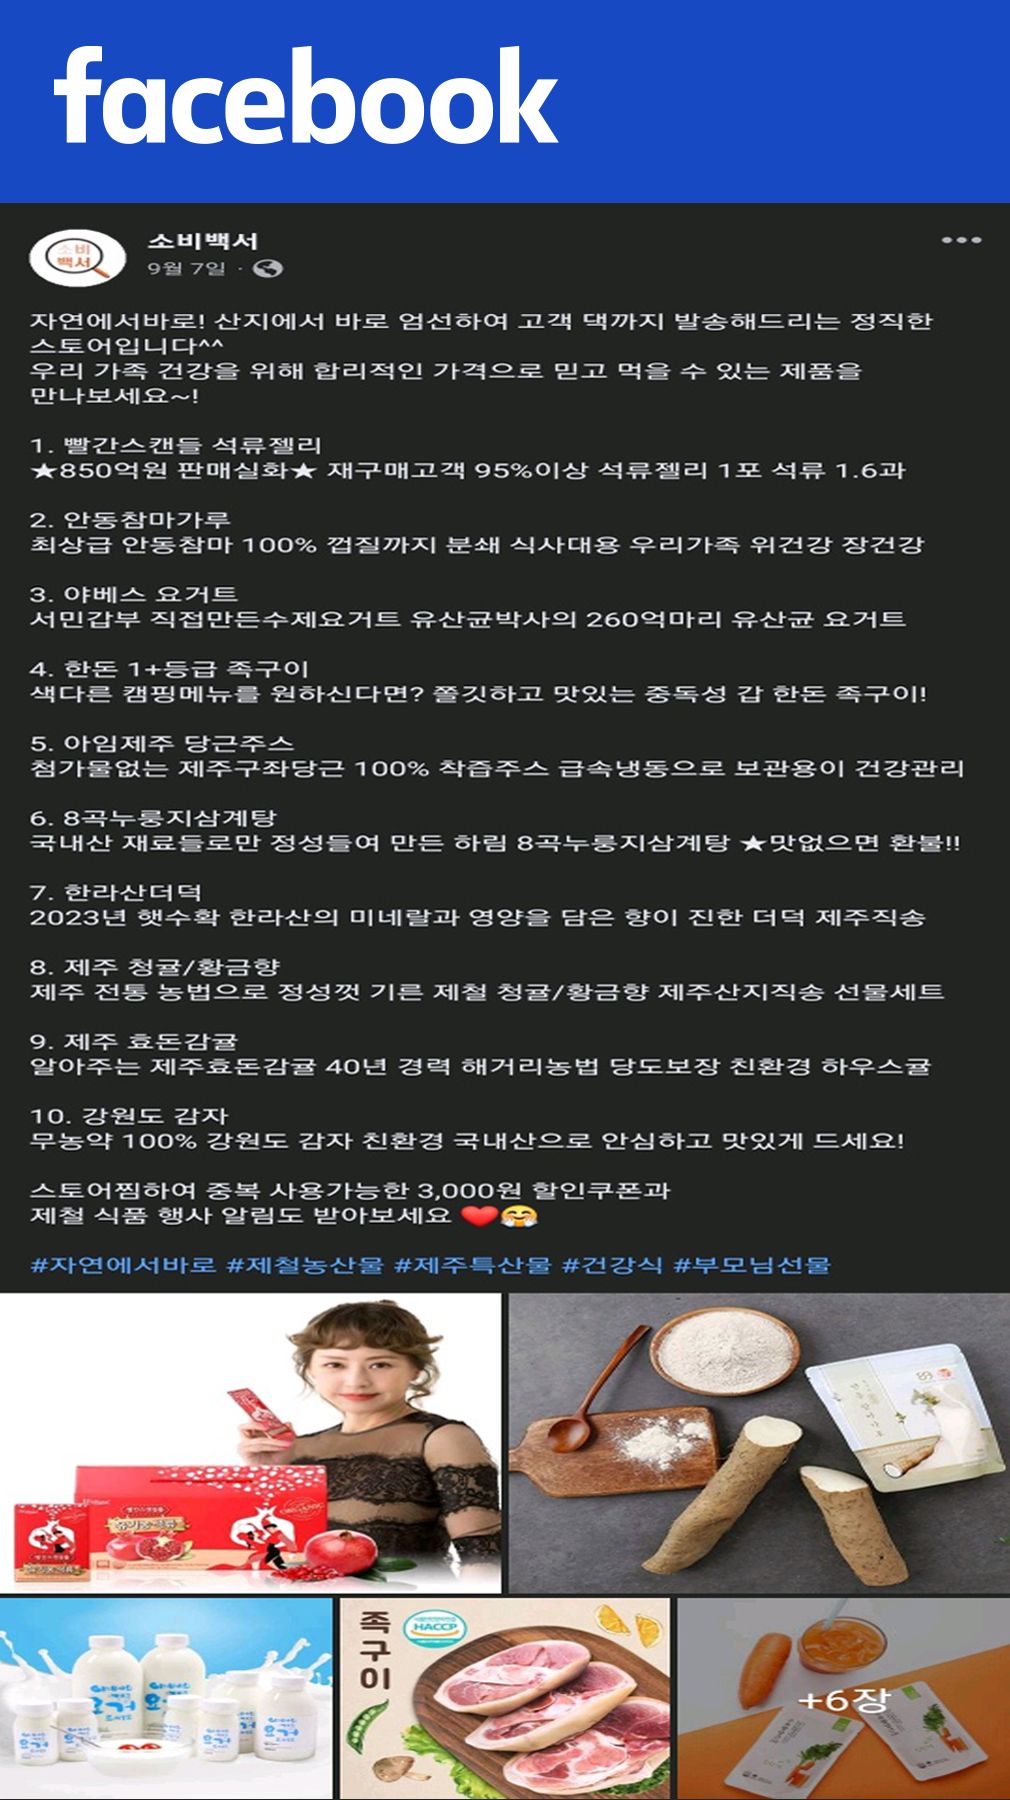 facebook
소비백서
소비
백서
9월 7일 ·
자연에서바로! 산지에서 바로 엄선하여 고객 댁까지 발송해드리는 정직한
스토어입니다^^
우리 가족 건강을 위해 합리적인 가격으로 믿고 먹을 수 있는 제품을
만나보세요~!
1. 빨간스캔들 석류젤리
★850억원 판매실화★ 재구매고객 95%이상 석류젤리 1포 석류 1.6과
2. 안동참마가루
최상급 안동참마 100% 껍질까지 분쇄 식사대용 우리가족 위건강 장건강
3. 야베스 요거트
서민갑부 직접만든수제요거트 유산균박사의 260억마리 유산균 요거트
4. 한돈 1+등급 족구이
색다른 캠핑메뉴를 원하신다면? 쫄깃하고 맛있는 중독성 갑 한돈 족구이!
5. 아임제주 당근주스
첨가물없는 제주구좌당근 100% 착즙주스 급속냉동으로 보관용이 건강관리
6. 8곡누룽지삼계탕
국내산 재료들로만 정성들여 만든 하림 8곡누룽지삼계탕 ★맛없으면 환불!!
7. 한라산더덕
2023년 햇수확 한라산의 미네랄과 영양을 담은 향이 진한 더덕 제주직송
8. 제주 청귤/황금향
제주 전통 농법으로 정성껏 기른 제철 청귤/황금향 제주산지직송 선물세트
9. 제주 효돈감귤
알아주는 제주효돈감귤 40년 경력 해거리농법 당도보장 친환경 하우스귤
10. 강원도 감자
무농약 100% 강원도 감자 친환경 국내산으로 안심하고 맛있게 드세요!
스토어찜하여 중복 사용가능한 3,000원 할인쿠폰과
제철 식품 행사 알림도 받아보세요 ❤️🤗
#자연에서바로 #제철농산물 #제주특산물 #건강식 #부모님선물
ORGANIC
유기농 석류
족구이
HACCP
+6장